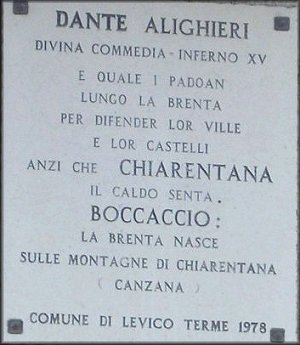 DANTE ALIGHIERI
DIVINA COMMEDIA - INFERNO XV
E QUALE I PADOAN
LUNGO LA BRENTA
PER DIFENDER LOR VILLE
E LOR CASTELLI
ANZI CHE CHIARENTANA
IL CALDO SENTA.
BOCCACCIO:
LA BRENTA NASCE
SULLE MONTAGNE DI CHIARENTANA
( CANZANA )
COMUNE DI LEVICO TERME 1978